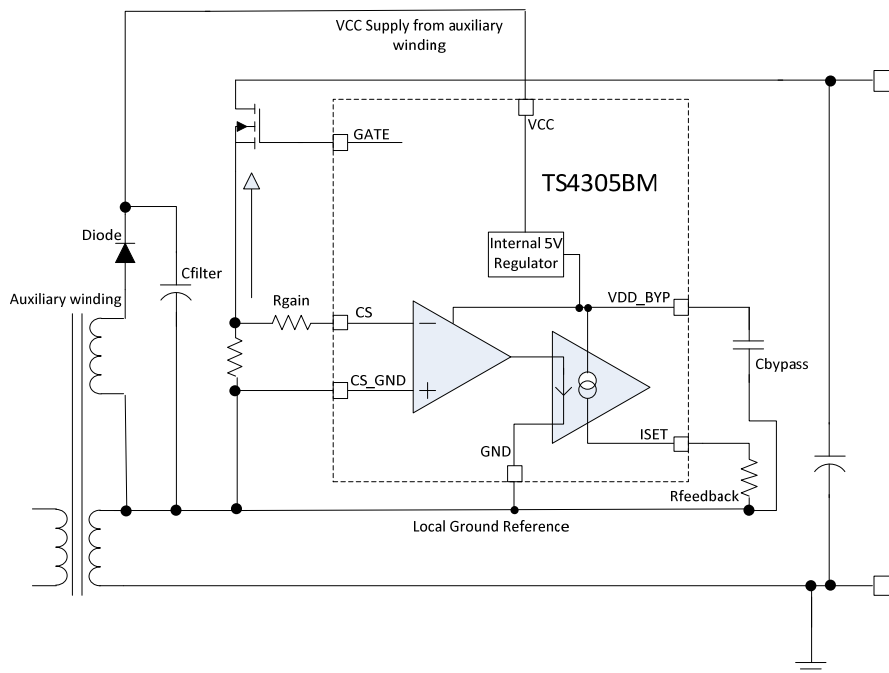 VCC Supply from auxiliary
winding
VCC
GATE
TS4305BM
Diode
Internal 5V
Regulator
Cfilter
Auxiliary winding
Rgain
CS
VDD_BYP
Cbypass
CS_GND
ISET
GND
Rfeedback
Local Ground Reference